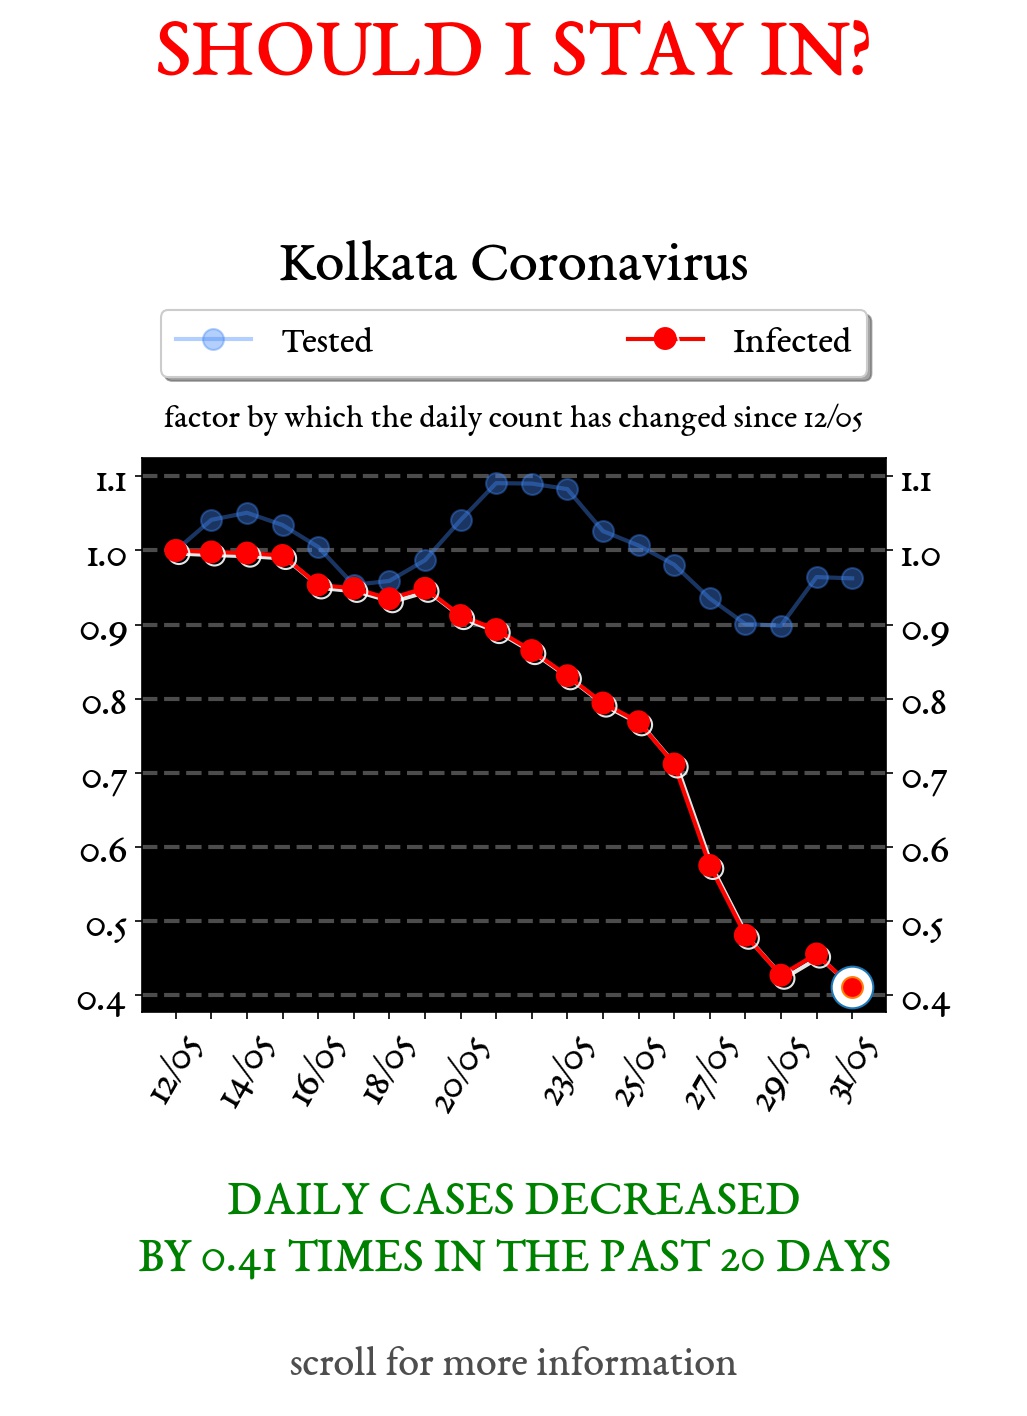 SHOULD I STAY IN?
Kolkata Coronavirus
Tested
Infected
factor by which the daily count has changed since 12/05
1.1 1.1
1.0 1.0
0.9 0.9
0.8 0.8
0.7 0.7
0.6 0.6
0.5 0.5
0.4 0.4
12/05 14/05 16/05 18/05 20/05 23/05 25/05 27/05 29/05 31/05
DAILY CASES DECREASED
BY 0.41 TIMES IN THE PAST 20 DAYS
scroll for more information